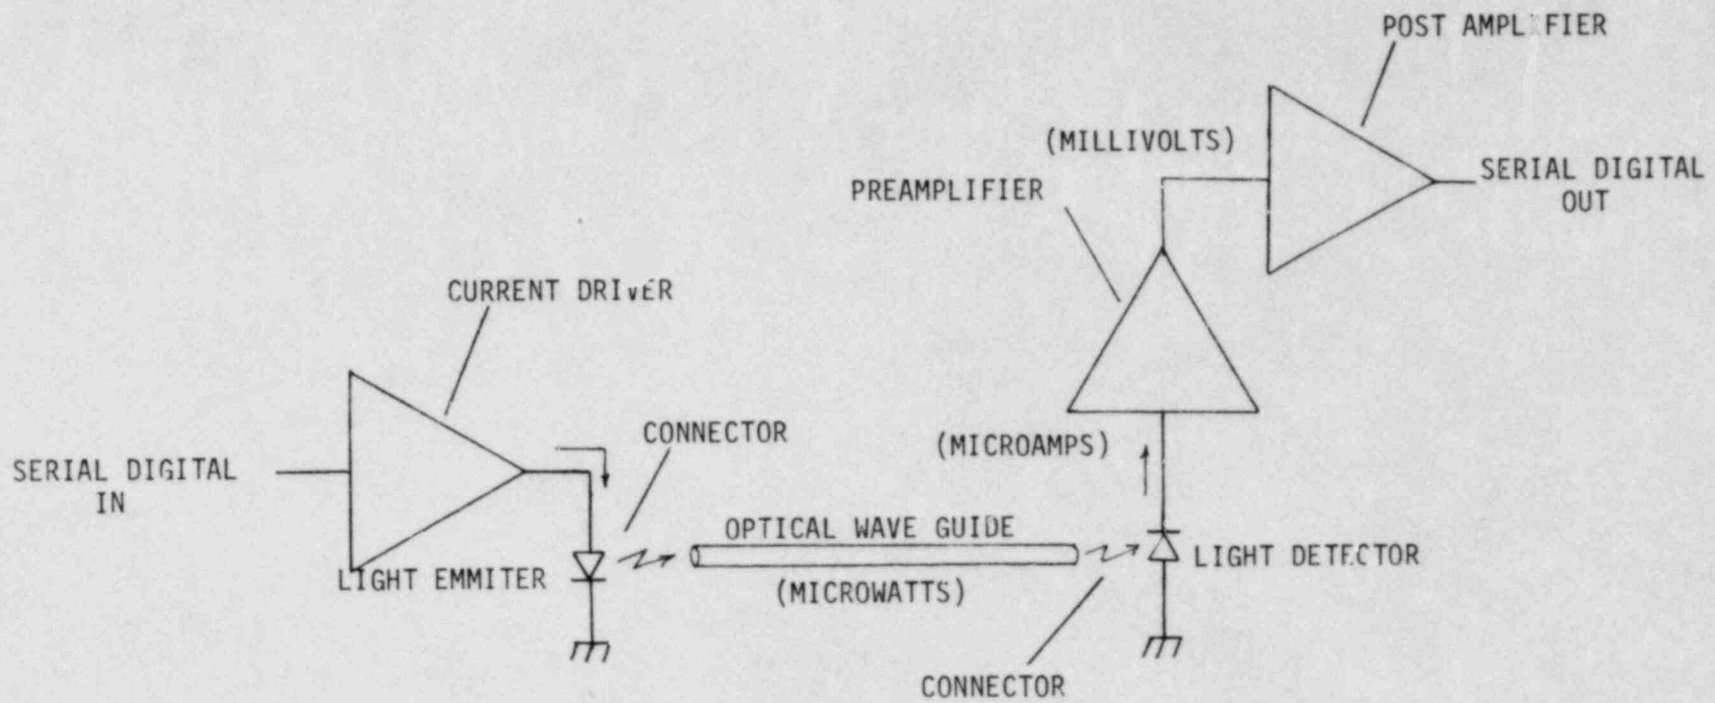 POST AMPLIFIER
(MILLIVOLTS)
PREAMPLIFIER
SERIAL DIGITAL
OUT
CURRENT DRIVER
CONNECTOR
(MICROAMPS)
SERIAL DIGITAL
IN
OPTICAL WAVE GUIDE
LIGHT EMMITER
LIGHT DETECTOR
(MICROWATTS)
CONNECTOR